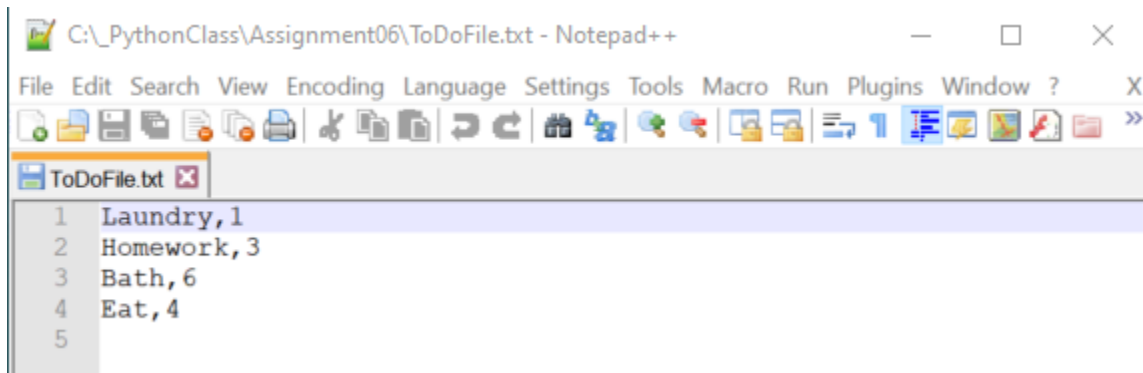 C:\_PythonClass\Assignment06\ToDoFile.txt - Notepad++
File Edit Search View Encoding Language Settings Tools Macro Run Plugins Window ? X
ToDoFile.txt
1 Laundry,1
2 Homework,3
3 Bath,6
4 Eat,4
5